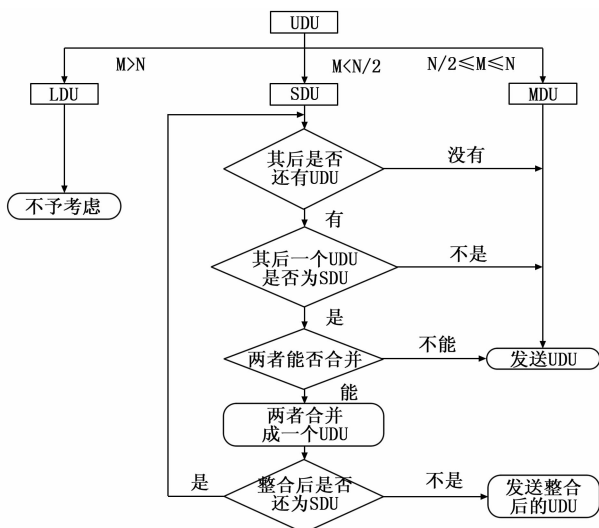 UDU
M>N
M<N/2
N/2≤M≤N
LDU
SDU
MDU
其后是否
还有UDU
没有
不予考虑
有
其后一个UDU
是否为SDU
不是
是
两者能否合并
不能
发送UDU
能
两者合并
成一个UDU
是
整合后是否
还为SDU
不是
发送整合
后的UDU